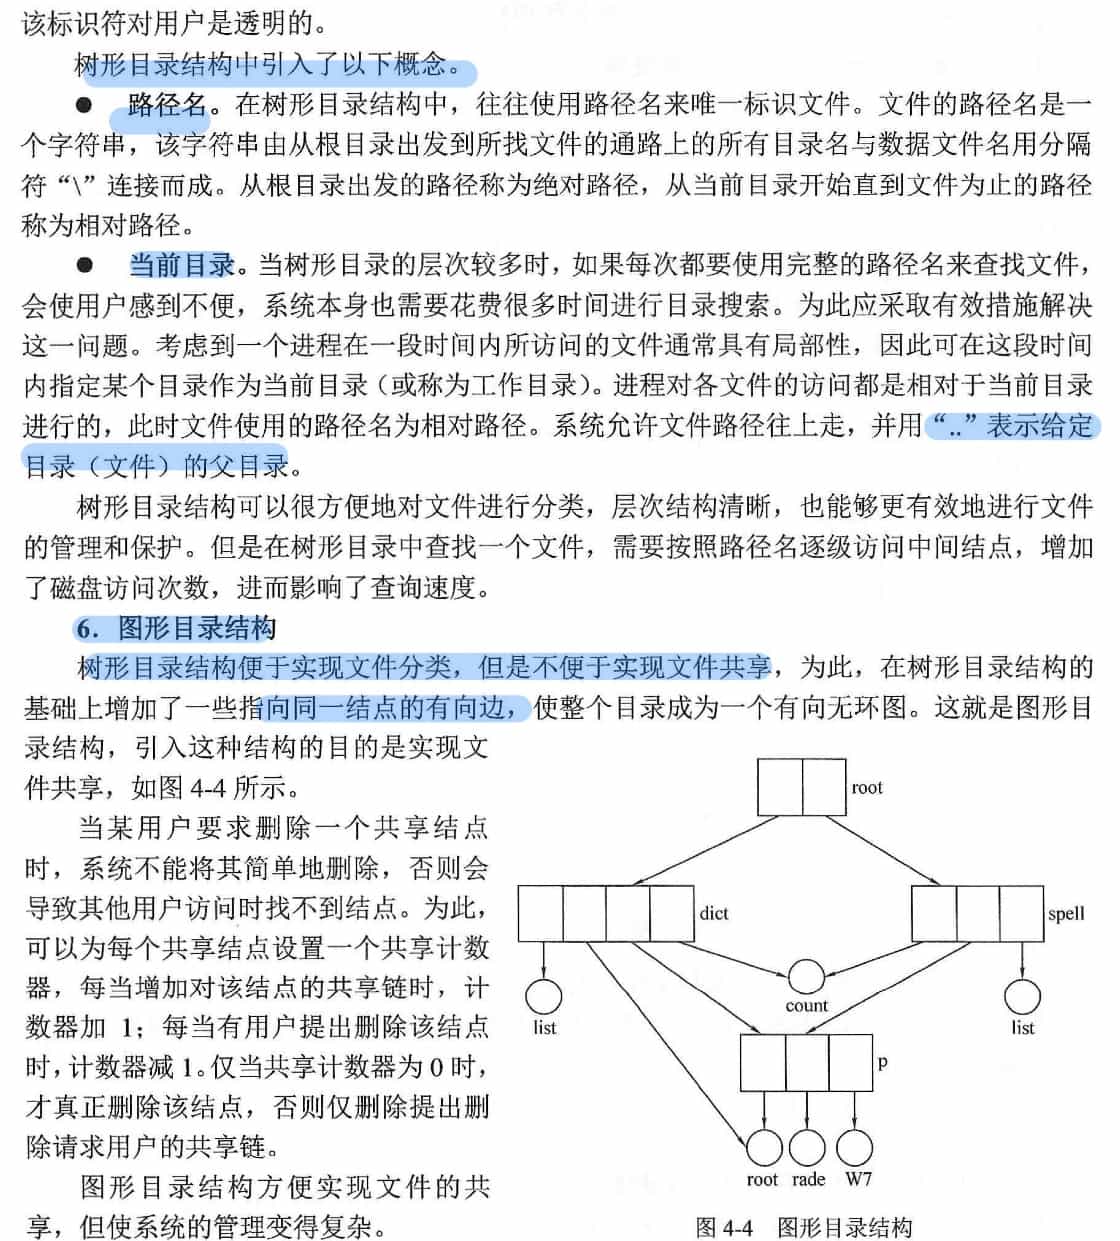 该标识符对用户是透明的。
树形目录结构中引入了以下概念。
● 路径名。在树形目录结构中，往往使用路径名来唯一标识文件。文件的路径名是一
个字符串，该字符串由从根目录出发到所找文件的通路上的所有目录名与数据文件名用分隔
符“\”连接而成。从根目录出发的路径称为绝对路径，从当前目录开始直到文件为止的路径
称为相对路径。
● 当前目录。当树形目录的层次较多时，如果每次都要使用完整的路径名来查找文件，
会使用户感到不便，系统本身也需要花费很多时间进行目录搜索。为此应采取有效措施解决
这一问题。考虑到一个进程在一段时间内所访问的文件通常具有局部性，因此可在这段时间
内指定某个目录作为当前目录（或称为工作目录）。进程对各文件的访问都是相对于当前目录
进行的，此时文件使用的路径名为相对路径。系统允许文件路径往上走，并用“..”表示给定
目录（文件）的父目录。
树形目录结构可以很方便地对文件进行分类，层次结构清晰，也能够更有效地进行文件
的管理和保护。但是在树形目录中查找一个文件，需要按照路径名逐级访问中间结点，增加
了磁盘访问次数，进而影响了查询速度。
6．图形目录结构
树形目录结构便于实现文件分类，但是不便于实现文件共享，为此，在树形目录结构的
基础上增加了一些指向同一结点的有向边，使整个目录成为一个有向无环图。这就是图形目
录结构，引入这种结构的目的是实现文
件共享，如图 4-4 所示。
当某用户要求删除一个共享结点
时，系统不能将其简单地删除，否则会
导致其他用户访问时找不到结点。为此，
可以为每个共享结点设置一个共享计数
器，每当增加对该结点的共享链时，计
数器加 1；每当有用户提出删除该结点
时，计数器减 1。仅当共享计数器为 0 时，
才真正删除该结点，否则仅删除提出删
除请求用户的共享链。
图形目录结构方便实现文件的共
享，但使系统的管理变得复杂。
root
dict
spell
list
count
list
p
root rade W7
图 4-4 图形目录结构